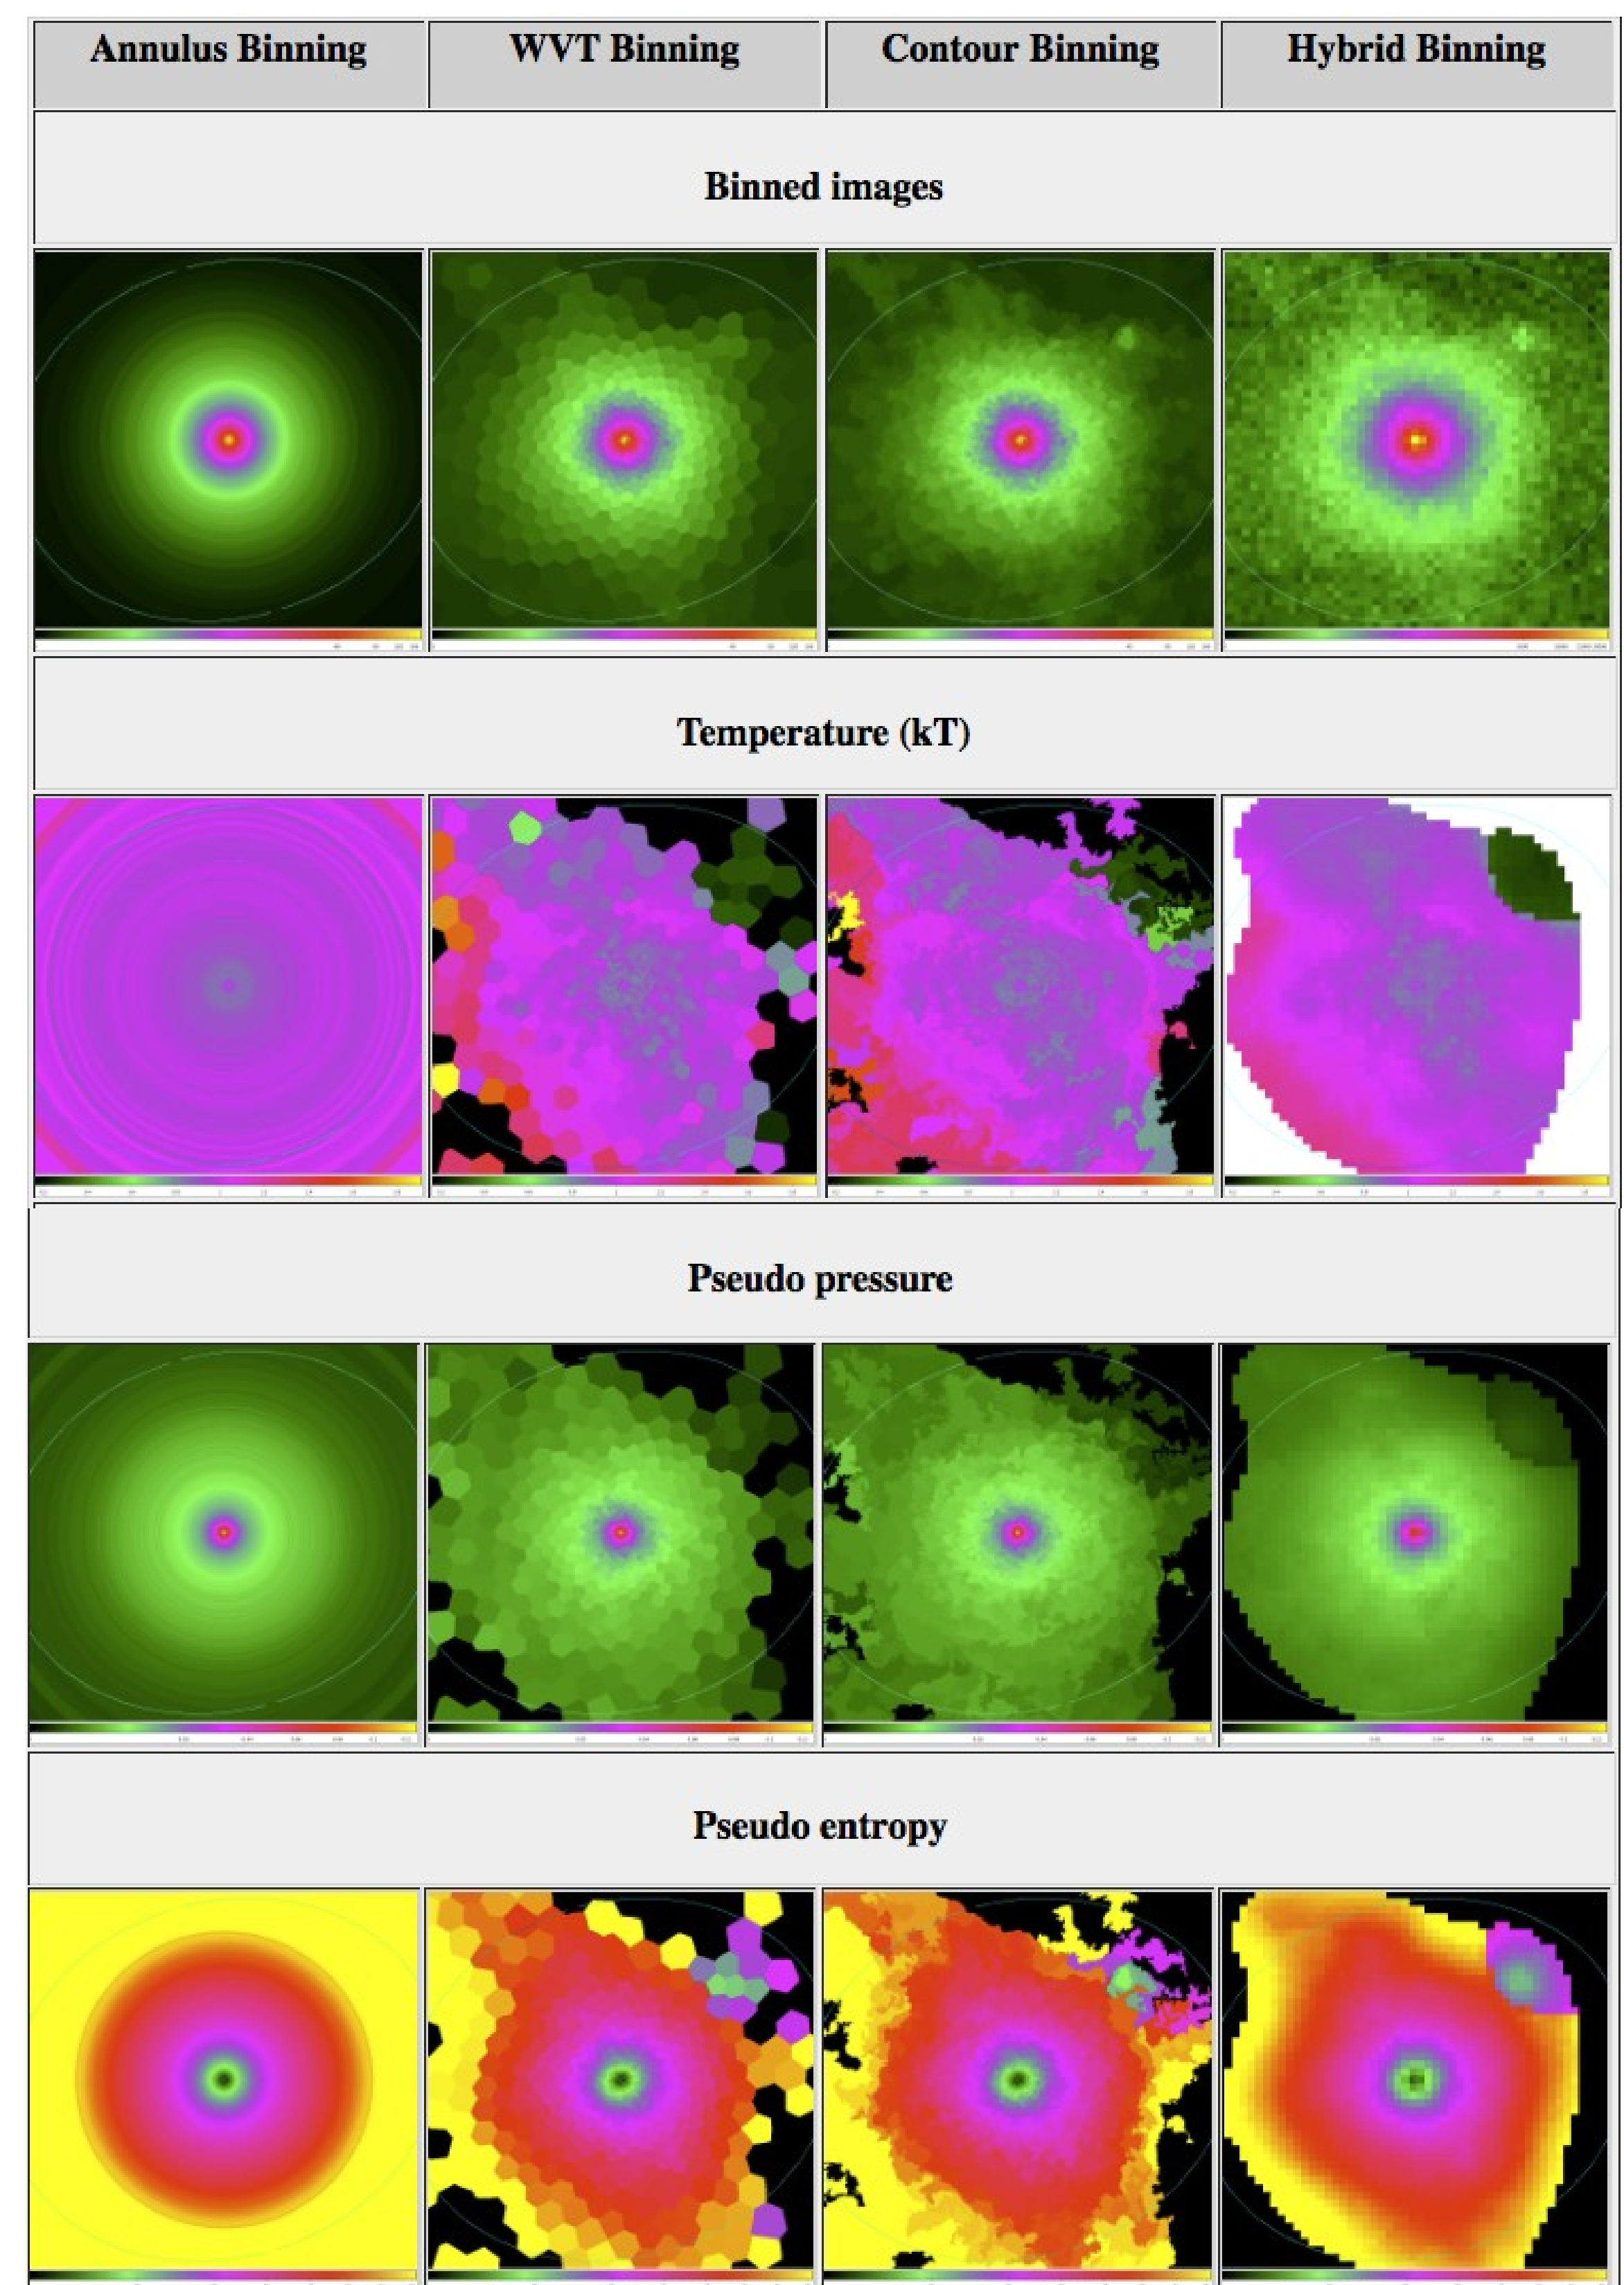 Annulus Binning
WVT Binning
Contour Binning
Hybrid Binning
Binned images
Temperature (kT)
Pseudo pressure
Pseudo entropy